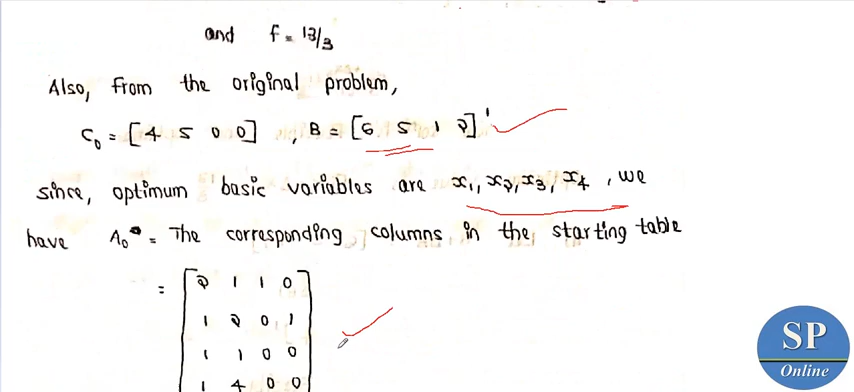 and f = 13/3
Also, from the original problem,
C₀ = [4 5 0 0] , B = [6 5 1 2]'
since, optimum basic variables are x₁, x₂, x₃, x₄ , we
have A₀ = The corresponding columns in the starting table
= [2 1 1 0
1 2 0 1
1 1 0 0
1 4 0 0
SP
Online